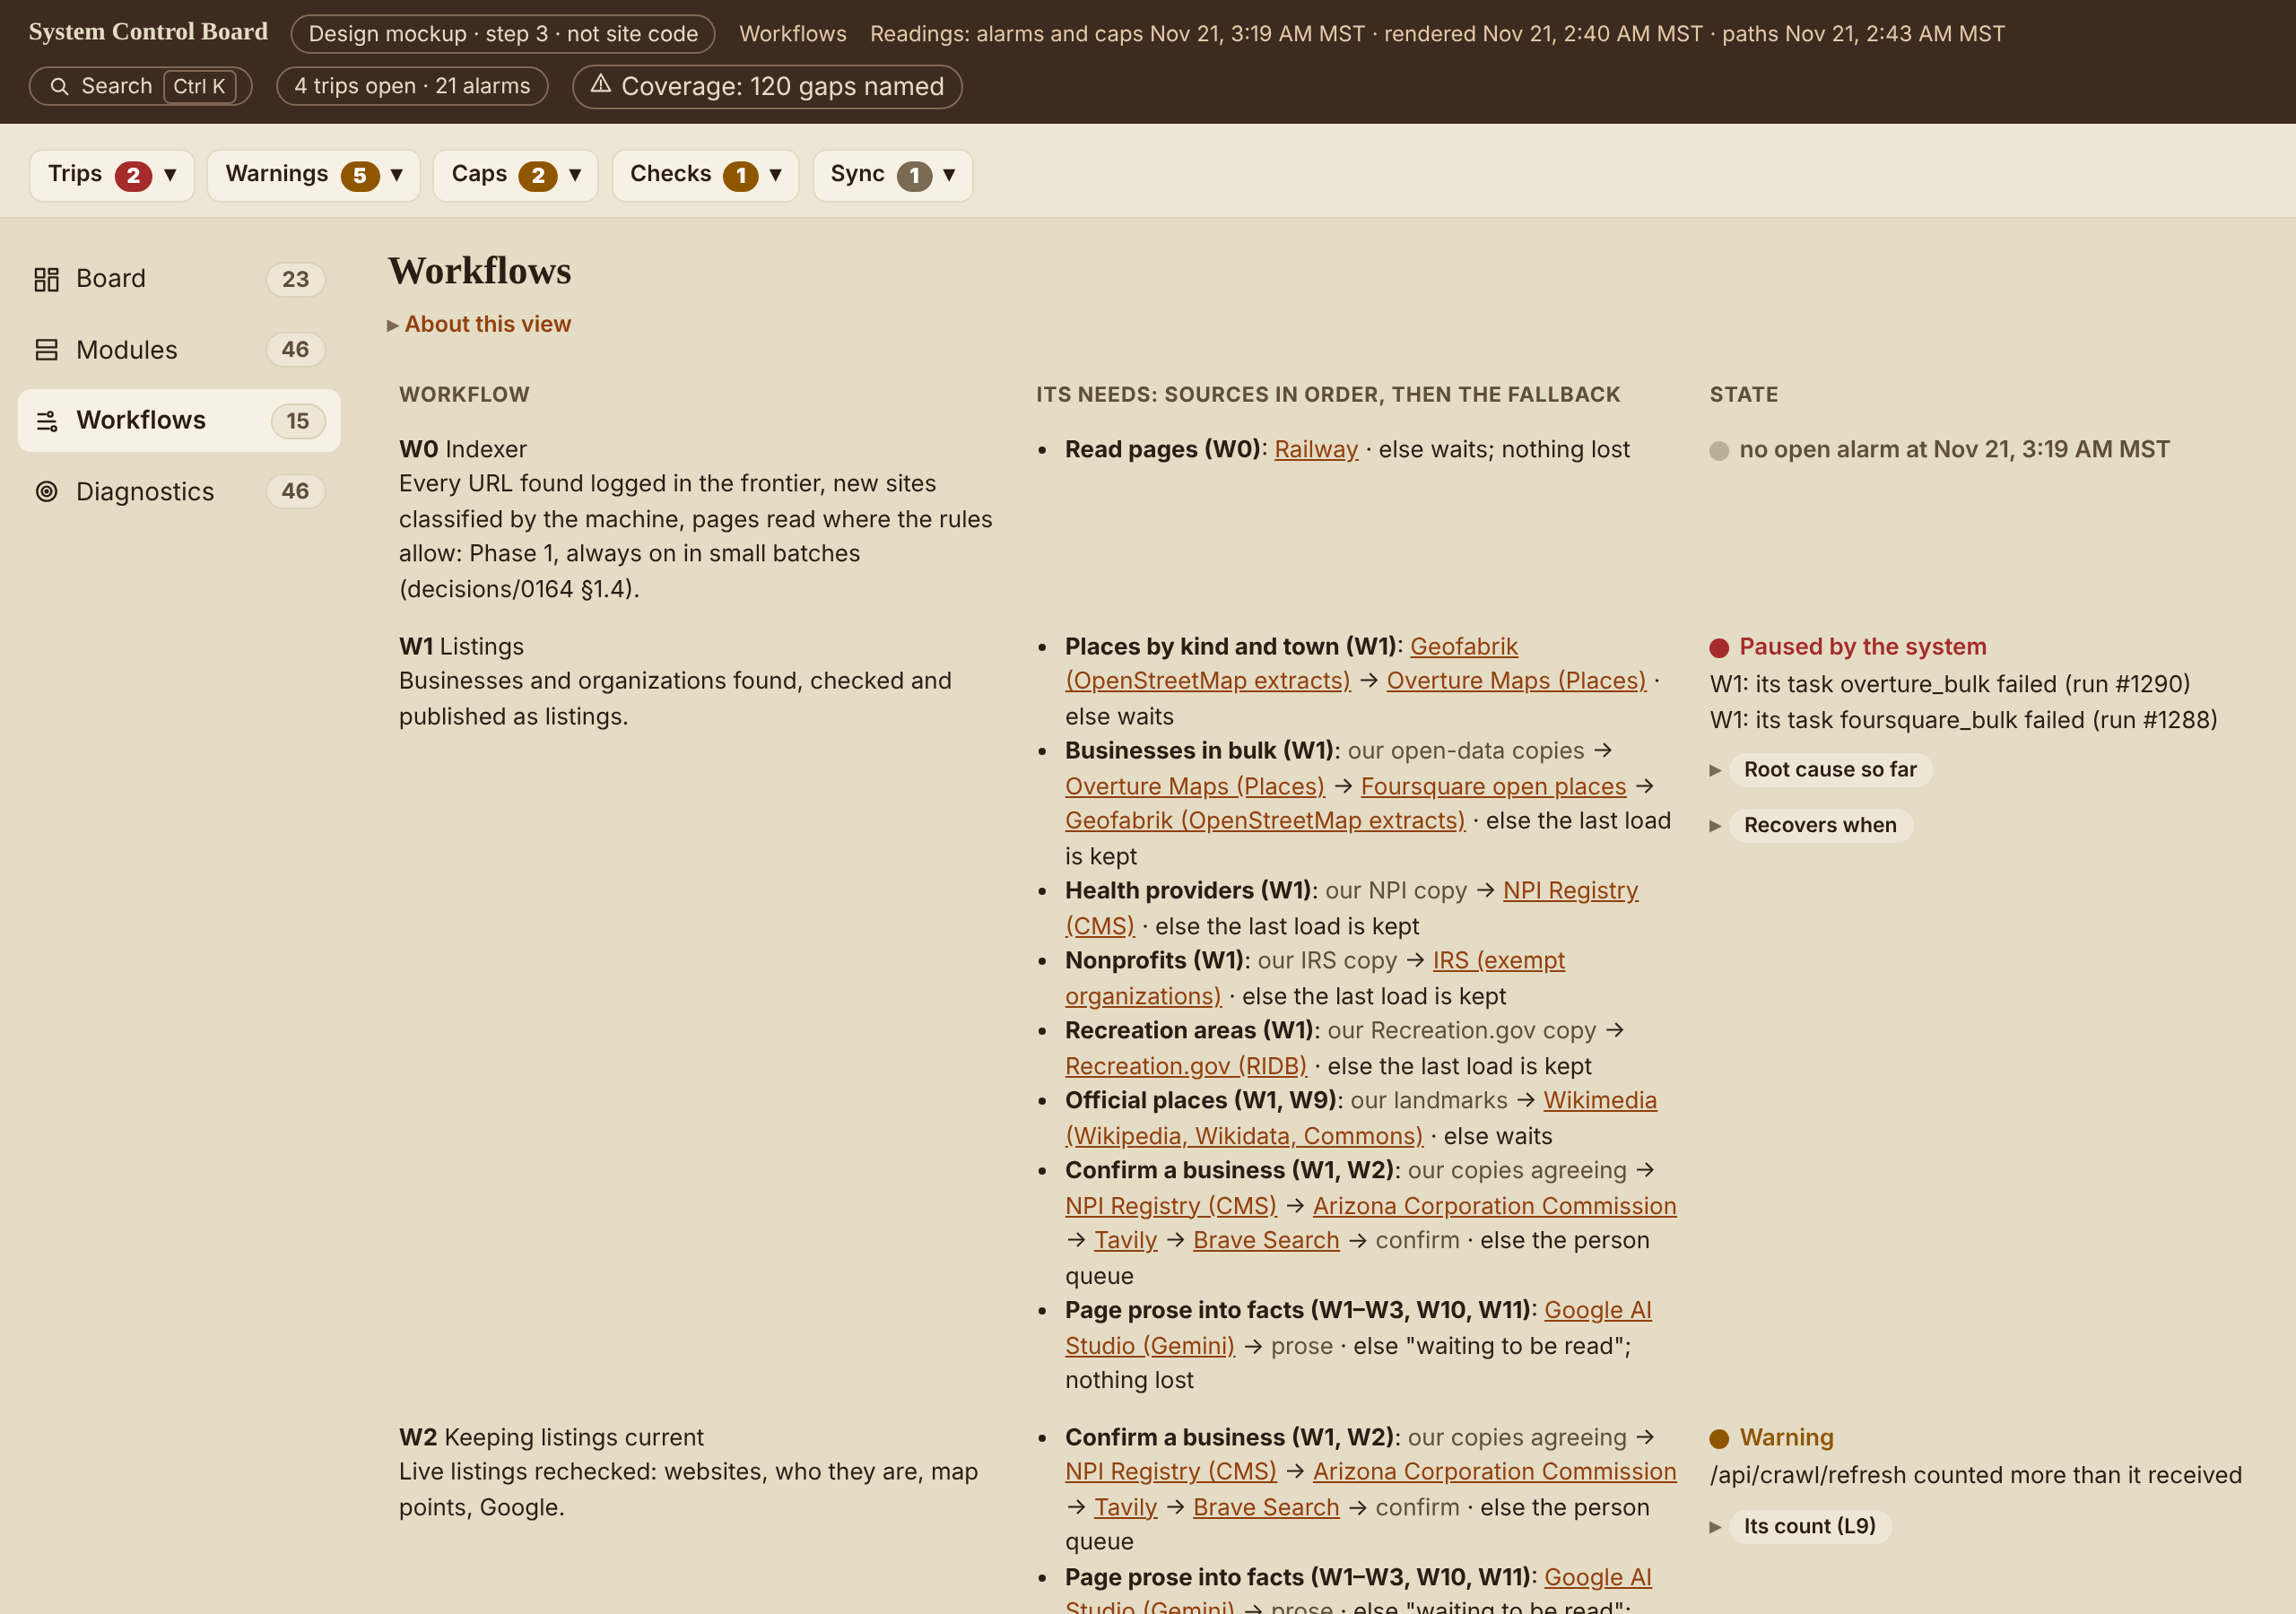 System Control Board
Design mockup · step 3 · not site code
Workflows
Readings: alarms and caps Nov 21, 3:19 AM MST · rendered Nov 21, 2:40 AM MST · paths Nov 21, 2:43 AM MST
Search Ctrl K
4 trips open · 21 alarms
Coverage: 120 gaps named
Trips 2 ▾
Warnings 5 ▾
Caps 2 ▾
Checks 1 ▾
Sync 1 ▾
Board 23
Modules 46
Workflows 15
Diagnostics 46
Workflows
▸ About this view
WORKFLOW
ITS NEEDS: SOURCES IN ORDER, THEN THE FALLBACK
STATE
W0 Indexer
Every URL found logged in the frontier, new sites
classified by the machine, pages read where the rules
allow: Phase 1, always on in small batches
(decisions/0164 §1.4).
• Read pages (W0): Railway · else waits; nothing lost
no open alarm at Nov 21, 3:19 AM MST
W1 Listings
Businesses and organizations found, checked and
published as listings.
• Places by kind and town (W1): Geofabrik
(OpenStreetMap extracts) → Overture Maps (Places) ·
else waits
• Businesses in bulk (W1): our open-data copies →
Overture Maps (Places) → Foursquare open places →
Geofabrik (OpenStreetMap extracts) · else the last load
is kept
• Health providers (W1): our NPI copy → NPI Registry
(CMS) · else the last load is kept
• Nonprofits (W1): our IRS copy → IRS (exempt
organizations) · else the last load is kept
• Recreation areas (W1): our Recreation.gov copy →
Recreation.gov (RIDB) · else the last load is kept
• Official places (W1, W9): our landmarks → Wikimedia
(Wikipedia, Wikidata, Commons) · else waits
• Confirm a business (W1, W2): our copies agreeing →
NPI Registry (CMS) → Arizona Corporation Commission
→ Tavily → Brave Search → confirm · else the person
queue
• Page prose into facts (W1–W3, W10, W11): Google AI
Studio (Gemini) → prose · else "waiting to be read";
nothing lost
Paused by the system
W1: its task overture_bulk failed (run #1290)
W1: its task foursquare_bulk failed (run #1288)
▸ Root cause so far
▸ Recovers when
W2 Keeping listings current
Live listings rechecked: websites, who they are, map
points, Google.
• Confirm a business (W1, W2): our copies agreeing →
NPI Registry (CMS) → Arizona Corporation Commission
→ Tavily → Brave Search → confirm · else the person
queue
• Page prose into facts (W1–W3, W10, W11): Google AI
Studio (Gemini) → prose · else "waiting to be read";
Warning
/api/crawl/refresh counted more than it received
▸ Its count (L9)